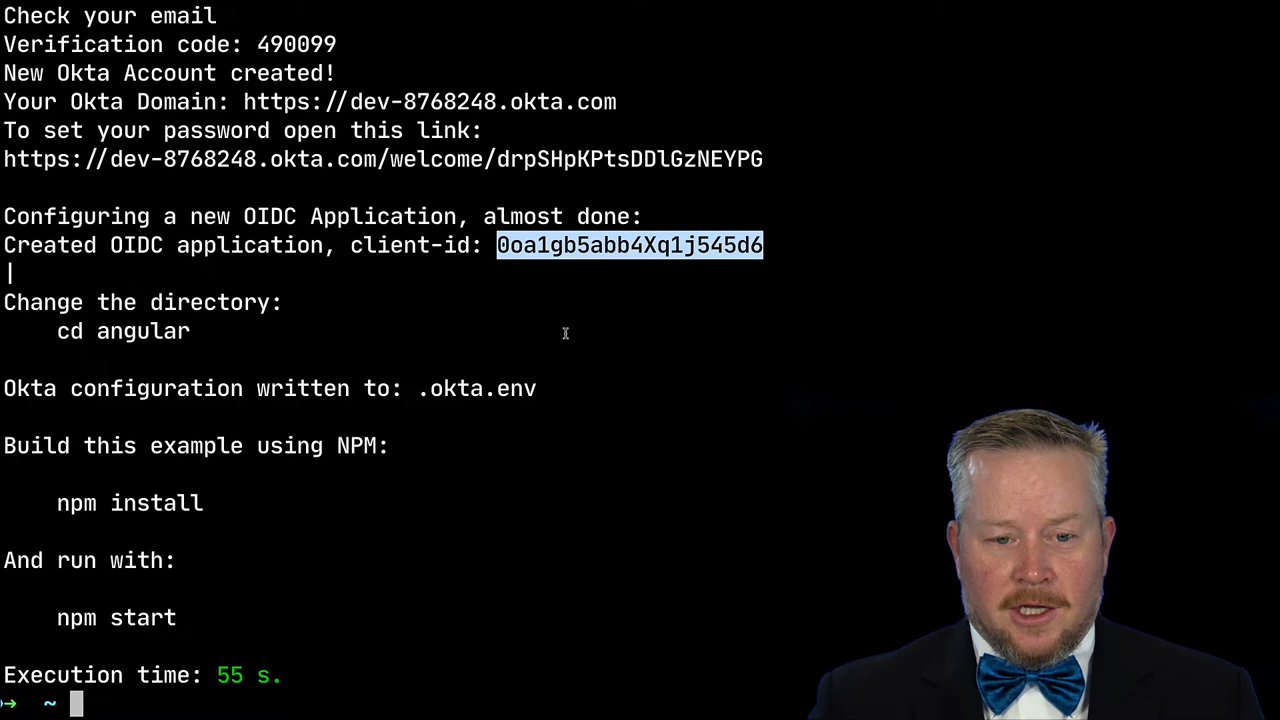 Check your email
Verification code: 490099
New Okta Account created!
Your Okta Domain: https://dev-8768248.okta.com
To set your password open this link:
https://dev-8768248.okta.com/welcome/drpSHpKPtsDDlGzNEYPG
Configuring a new OIDC Application, almost done:
Created OIDC application, client-id: 0oa1gb5abb4Xq1j545d6
|
Change the directory:
cd angular
Okta configuration written to: .okta.env
Build this example using NPM:
npm install
And run with:
npm start
Execution time: 55 s.
→ ~